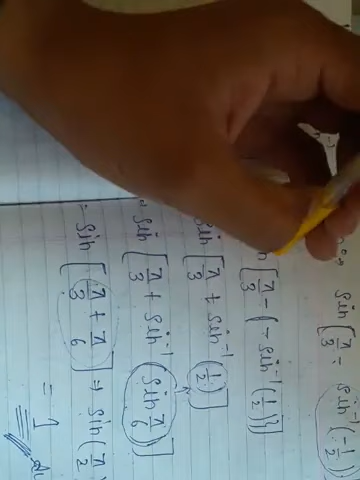 sin [π/3 - sin⁻¹(-1/2)]
[π/3 - (- sin⁻¹(1/2))]
sin [π/3 + sin⁻¹(1/2)]
= sin [π/3 + sin⁻¹(sin π/6)]
= sin [π/3 + π/6] ⇒ sin(π/2)
= 1